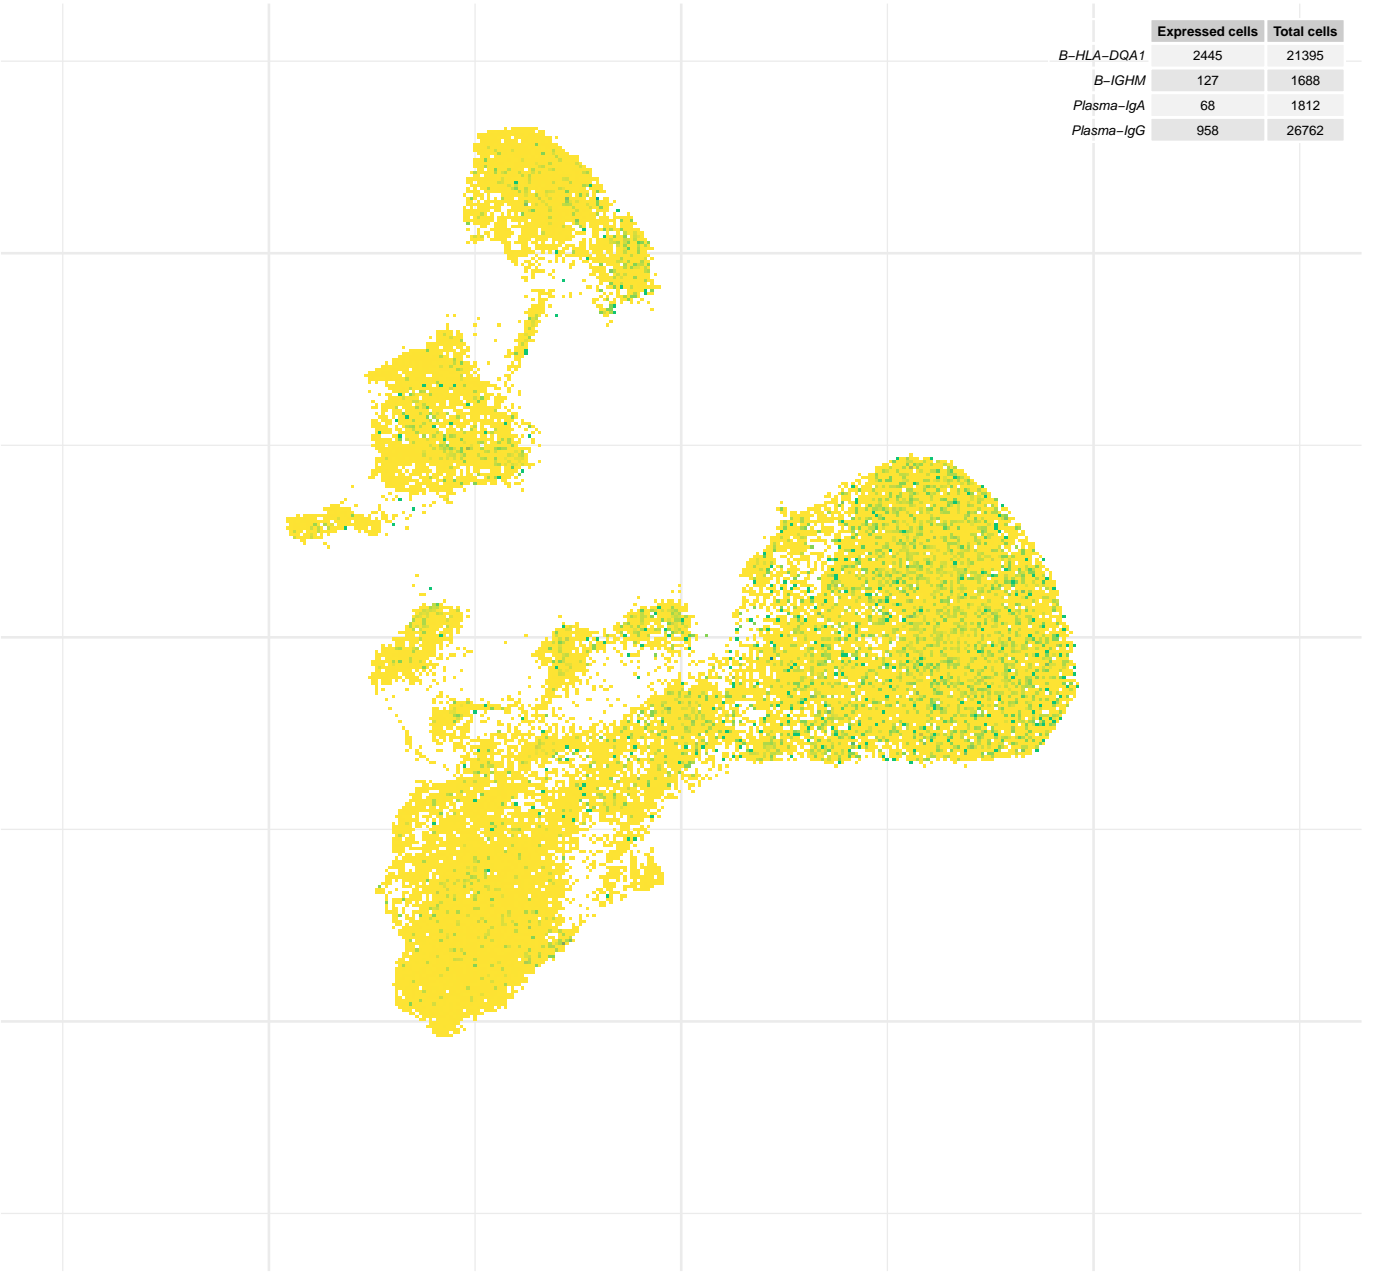 Expressed cells Total cells
B−HLA−DQA1 2445 21395
B−IGHM 127 1688
Plasma−IgA 68 1812
Plasma−IgG 958 26762